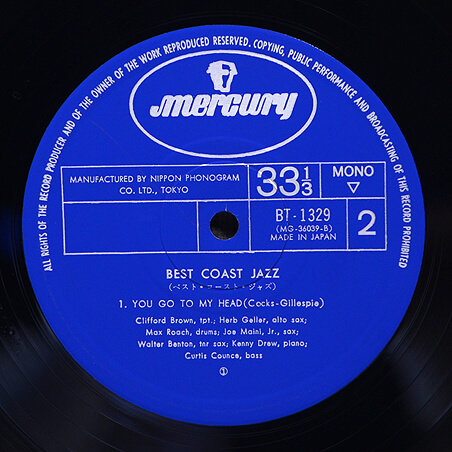 ALL RIGHTS OF THE RECORD PRODUCER AND OF THE OWNER OF THE WORK REPRODUCED RESERVED. COPYING, PUBLIC PERFORMANCE AND BROADCASTING OF THIS RECORD PROHIBITED
mercury
MANUFACTURED BY NIPPON PHONOGRAM
CO. LTD., TOKYO
33 1/3
MONO
▽
BT-1329
(MG-36039-B)
MADE IN JAPAN
2
BEST COAST JAZZ
(ベスト・コースト・ジャズ)
1. YOU GO TO MY HEAD (Cocks-Gillespie)
Clifford Brown, tpt.; Herb Geller, alto sax;
Max Roach, drums; Joe Maini, Jr., sax;
Walter Benton, tnr sax; Kenny Drew, piano;
Curtis Counce, bass
①